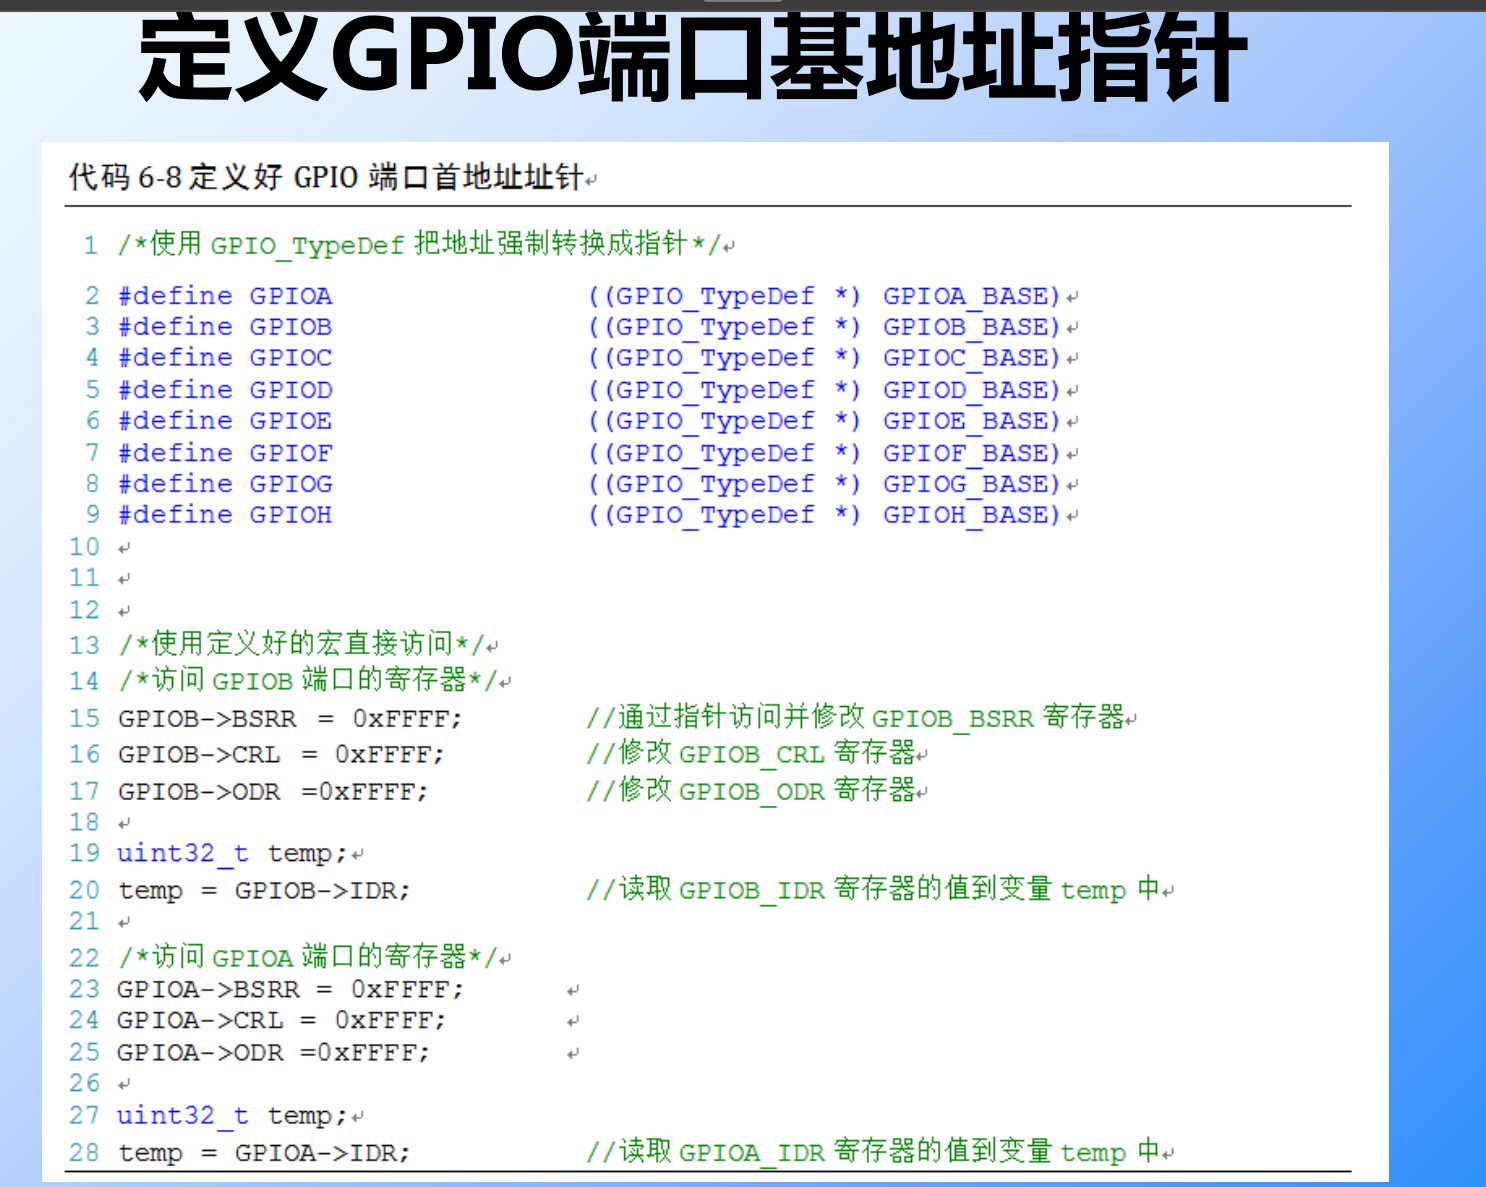 定义GPIO端口基地址指针
代码 6-8 定义好 GPIO 端口首地址址针
1 /*使用 GPIO_TypeDef 把地址强制转换成指针*/
2 #define GPIOA ((GPIO_TypeDef *) GPIOA_BASE)
3 #define GPIOB ((GPIO_TypeDef *) GPIOB_BASE)
4 #define GPIOC ((GPIO_TypeDef *) GPIOC_BASE)
5 #define GPIOD ((GPIO_TypeDef *) GPIOD_BASE)
6 #define GPIOE ((GPIO_TypeDef *) GPIOE_BASE)
7 #define GPIOF ((GPIO_TypeDef *) GPIOF_BASE)
8 #define GPIOG ((GPIO_TypeDef *) GPIOG_BASE)
9 #define GPIOH ((GPIO_TypeDef *) GPIOH_BASE)
10
11
12
13 /*使用定义好的宏直接访问*/
14 /*访问 GPIOB 端口的寄存器*/
15 GPIOB->BSRR = 0xFFFF; //通过指针访问并修改 GPIOB_BSRR 寄存器
16 GPIOB->CRL = 0xFFFF; //修改 GPIOB_CRL 寄存器
17 GPIOB->ODR =0xFFFF; //修改 GPIOB_ODR 寄存器
18
19 uint32_t temp;
20 temp = GPIOB->IDR; //读取 GPIOB_IDR 寄存器的值到变量 temp 中
21
22 /*访问 GPIOA 端口的寄存器*/
23 GPIOA->BSRR = 0xFFFF;
24 GPIOA->CRL = 0xFFFF;
25 GPIOA->ODR =0xFFFF;
26
27 uint32_t temp;
28 temp = GPIOA->IDR; //读取 GPIOA_IDR 寄存器的值到变量 temp 中